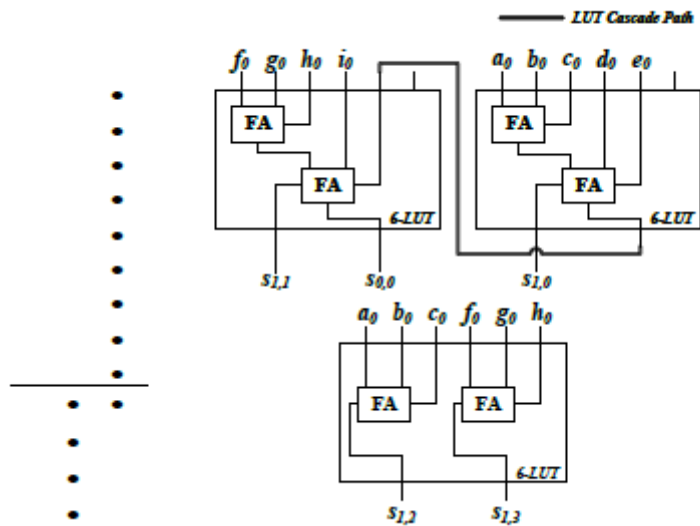 LUT Cascade Path
f0 g0 h0 i0
a0 b0 c0 d0 e0
FA
FA
6-LUT
FA
FA
6-LUT
s1,1 s0,0
s1,0
a0 b0 c0 f0 g0 h0
FA FA
6-LUT
s1,2 s1,3